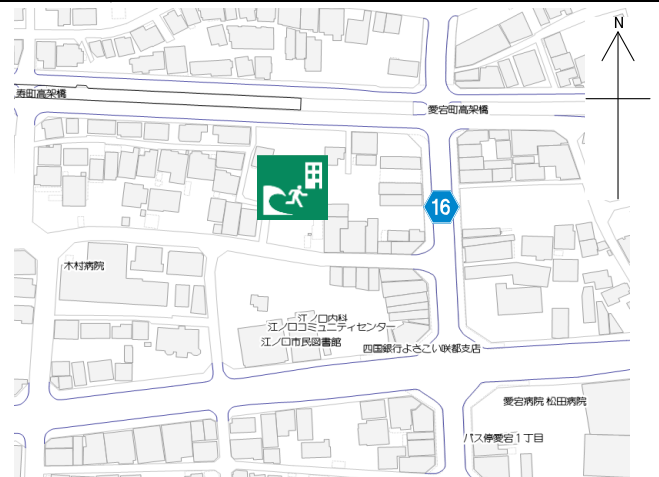 N
寿町高架橋
愛宕町高架橋
16
木村病院
江ノ口内科
江ノ口コミュニティセンター
江ノ口市民図書館
四国銀行よさこい咲都支店
愛宕病院 松田病院
バス停愛宕1丁目